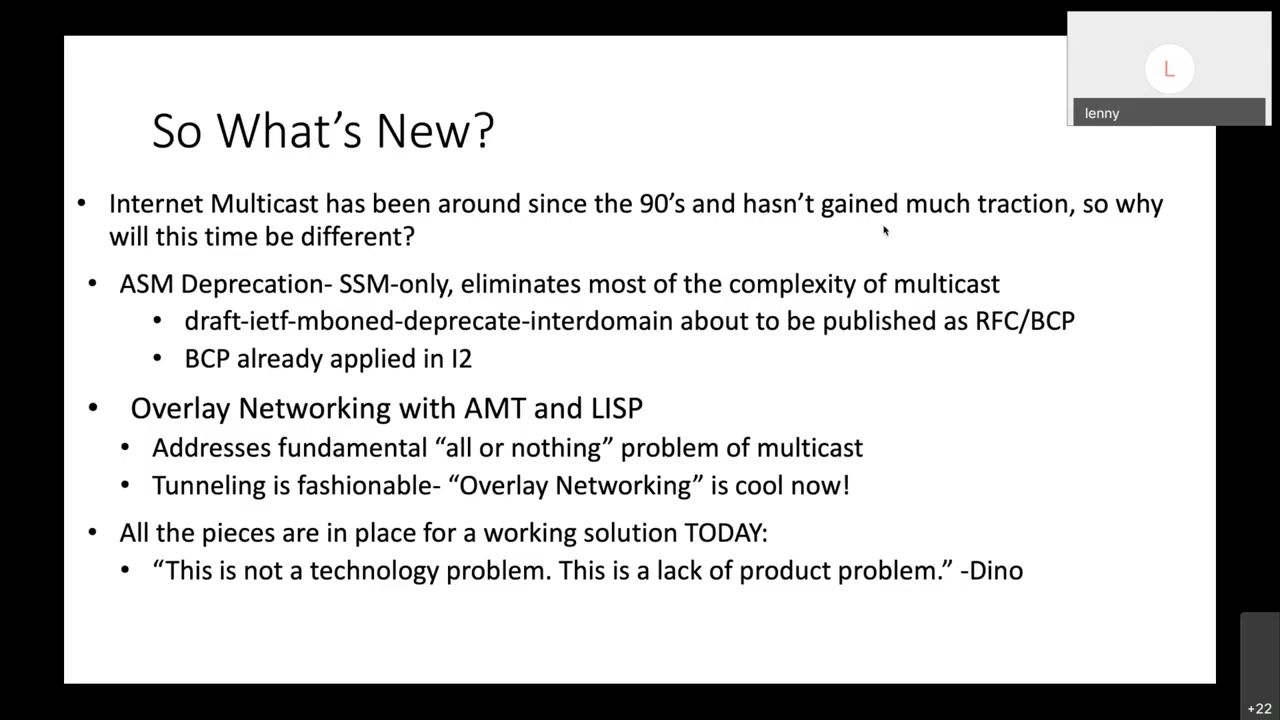 So What’s New?
L
lenny
• Internet Multicast has been around since the 90’s and hasn’t gained much traction, so why
will this time be different?
• ASM Deprecation- SSM-only, eliminates most of the complexity of multicast
• draft-ietf-mboned-deprecate-interdomain about to be published as RFC/BCP
• BCP already applied in I2
• Overlay Networking with AMT and LISP
• Addresses fundamental “all or nothing” problem of multicast
• Tunneling is fashionable- “Overlay Networking” is cool now!
• All the pieces are in place for a working solution TODAY:
• “This is not a technology problem. This is a lack of product problem.” -Dino
+22